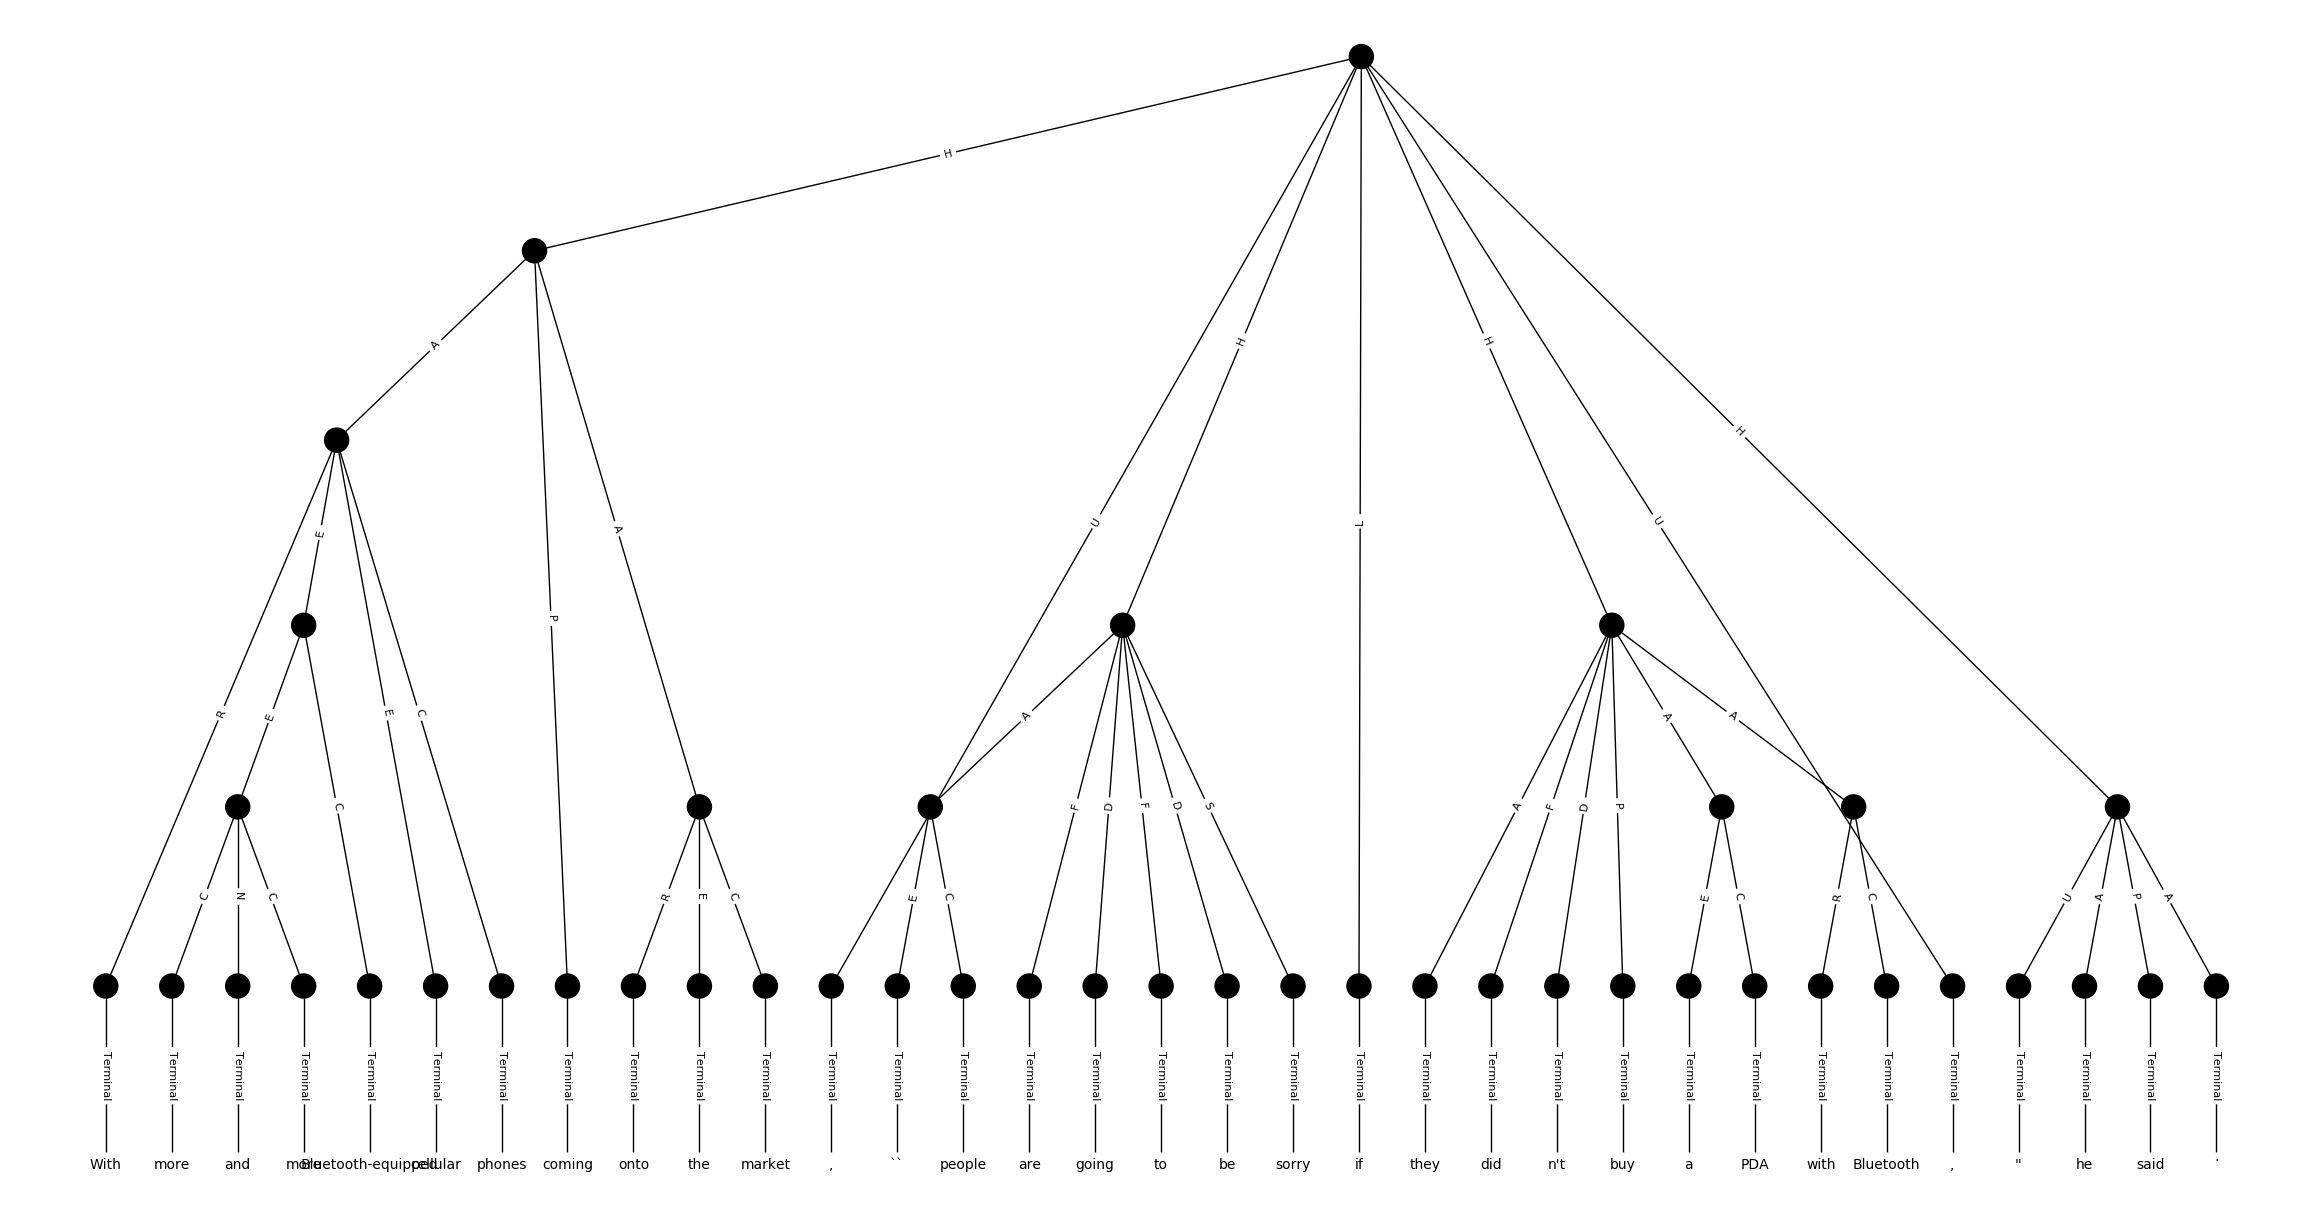 H
A
H H
E
A
U L U
H
P
R E E C A A A
C A F D F D S A F D P
C N C R E C E C E C R C U A P A
Terminal Terminal Terminal Terminal Terminal Terminal Terminal Terminal Terminal Terminal Terminal Terminal Terminal Terminal Terminal Terminal Terminal Terminal Terminal Terminal Terminal Terminal Terminal Terminal Terminal Terminal Terminal Terminal Terminal Terminal Terminal Terminal Terminal
With more and more Bluetooth-equipped cellular phones coming onto the market , `` people are going to be sorry if they did n't buy a PDA with Bluetooth , " he said .